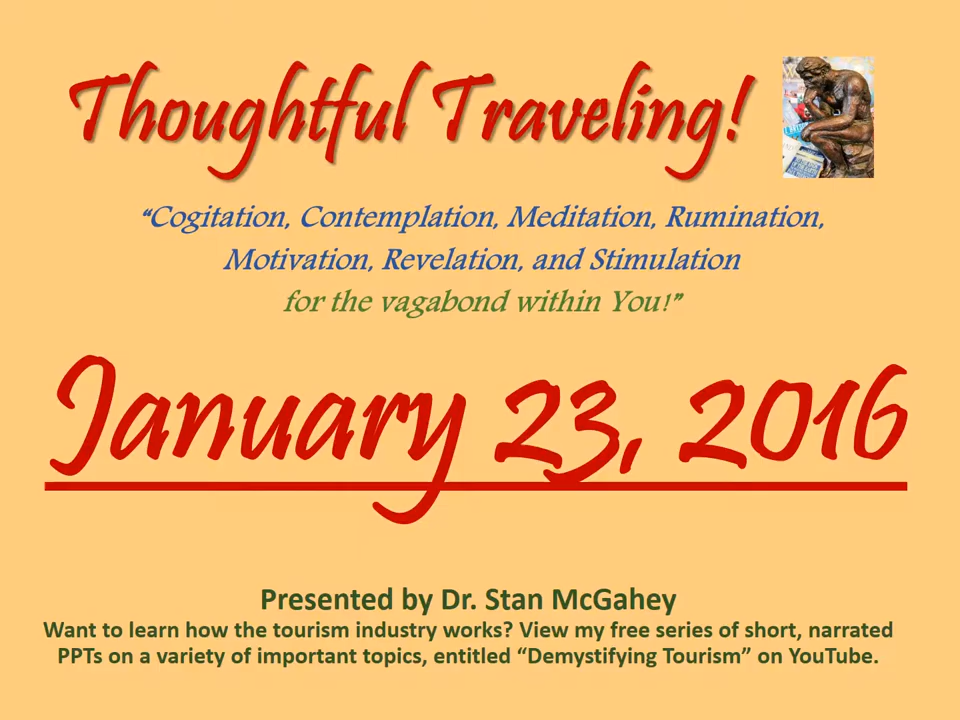 Thoughtful Traveling!
“Cogitation, Contemplation, Meditation, Rumination,
Motivation, Revelation, and Stimulation
for the vagabond within You!”
January 23, 2016
Presented by Dr. Stan McGahey
Want to learn how the tourism industry works? View my free series of short, narrated
PPTs on a variety of important topics, entitled “Demystifying Tourism” on YouTube.